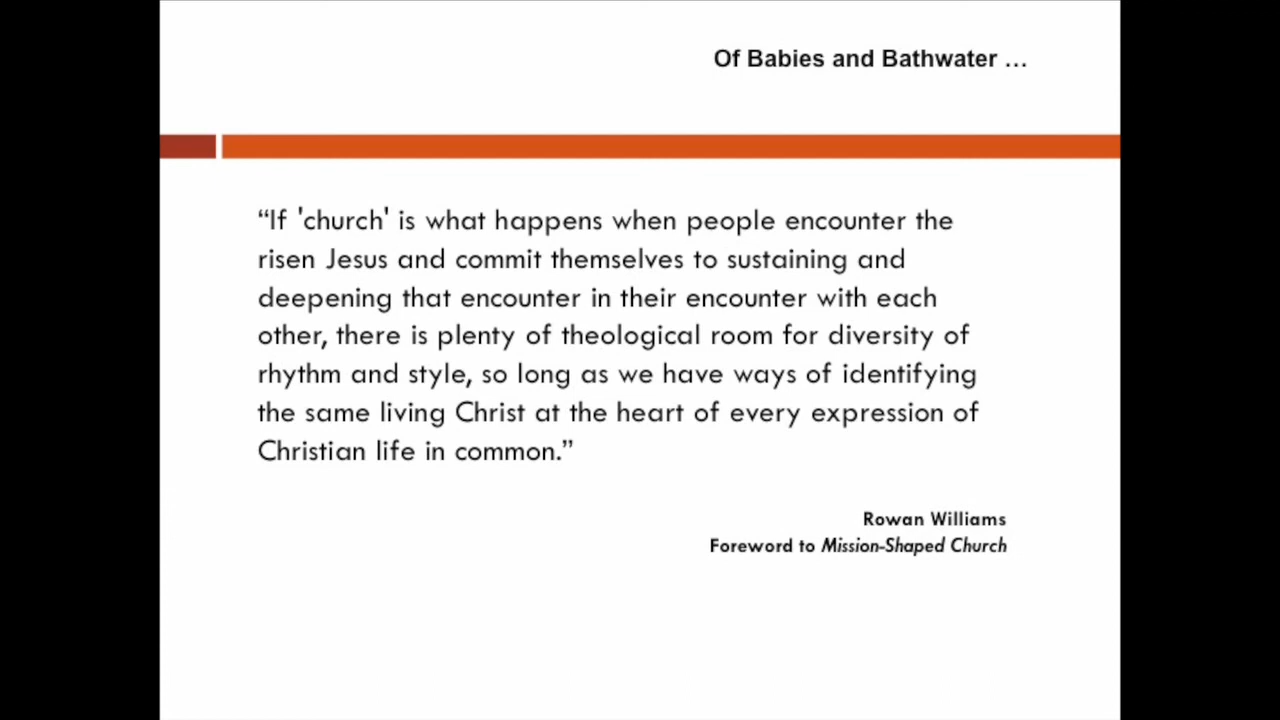 Of Babies and Bathwater …
“If 'church' is what happens when people encounter the
risen Jesus and commit themselves to sustaining and
deepening that encounter in their encounter with each
other, there is plenty of theological room for diversity of
rhythm and style, so long as we have ways of identifying
the same living Christ at the heart of every expression of
Christian life in common.”
Rowan Williams
Foreword to Mission-Shaped Church